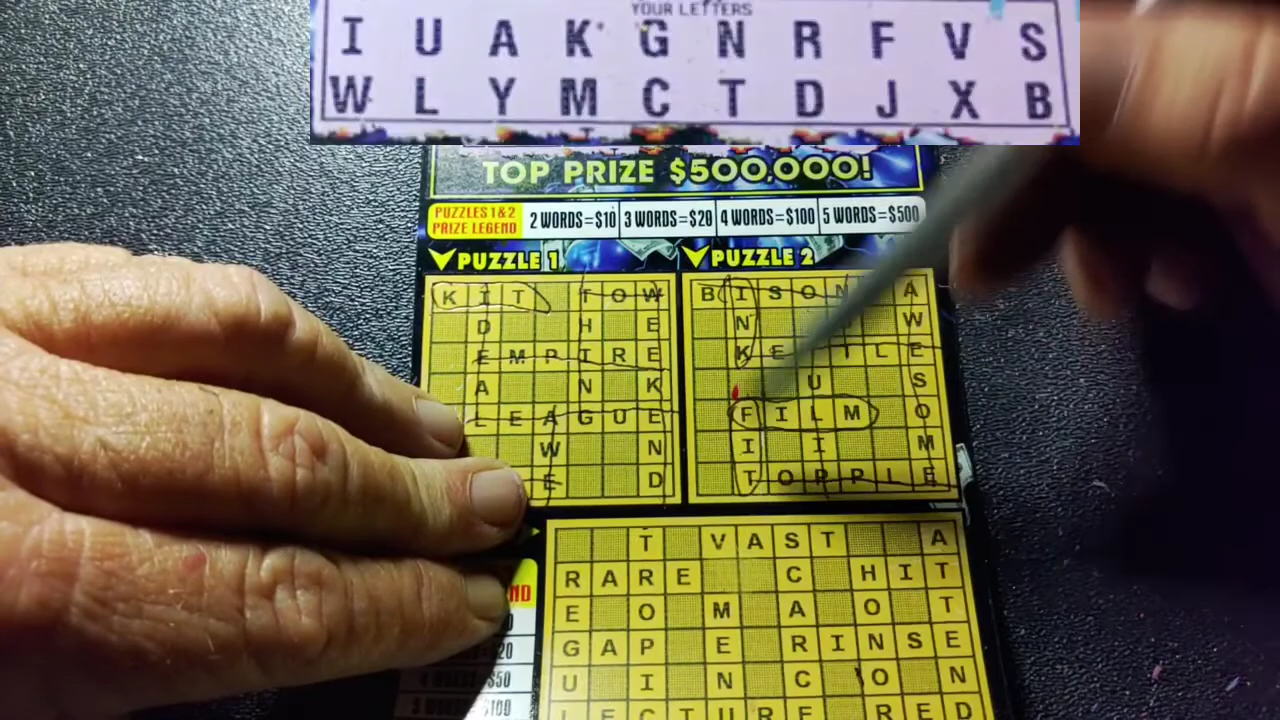 YOUR LETTERS
I U A K G N R F V S
W L Y M C T D J X B
TOP PRIZE $500,000!
PUZZLES 1&2 PRIZE LEGEND
2 WORDS=$10 3 WORDS=$20 4 WORDS=$100 5 WORDS=$500
PUZZLE 1
K I T T O W
D H E
E M P I R E
A N K
L E A G U E
W N
E D
PUZZLE 2
B I S O N A
N W
K E T T L E
U S
F I L M O
I I M
T O P P L E
T V A S T A
R A R E C H I T
E O M A O T
G A P E R I N S E
U I N C O N
L E C T U R E R E D